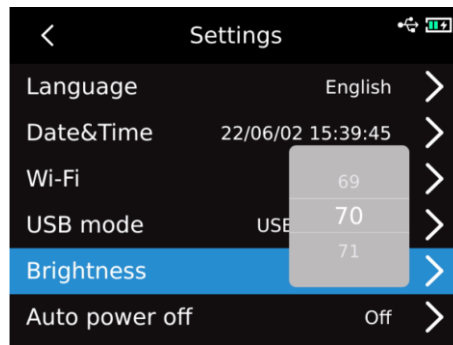 Settings
Language English
Date&Time 22/06/02 15:39:45
Wi-Fi
69
USB mode USB
70
71
Brightness
Auto power off Off